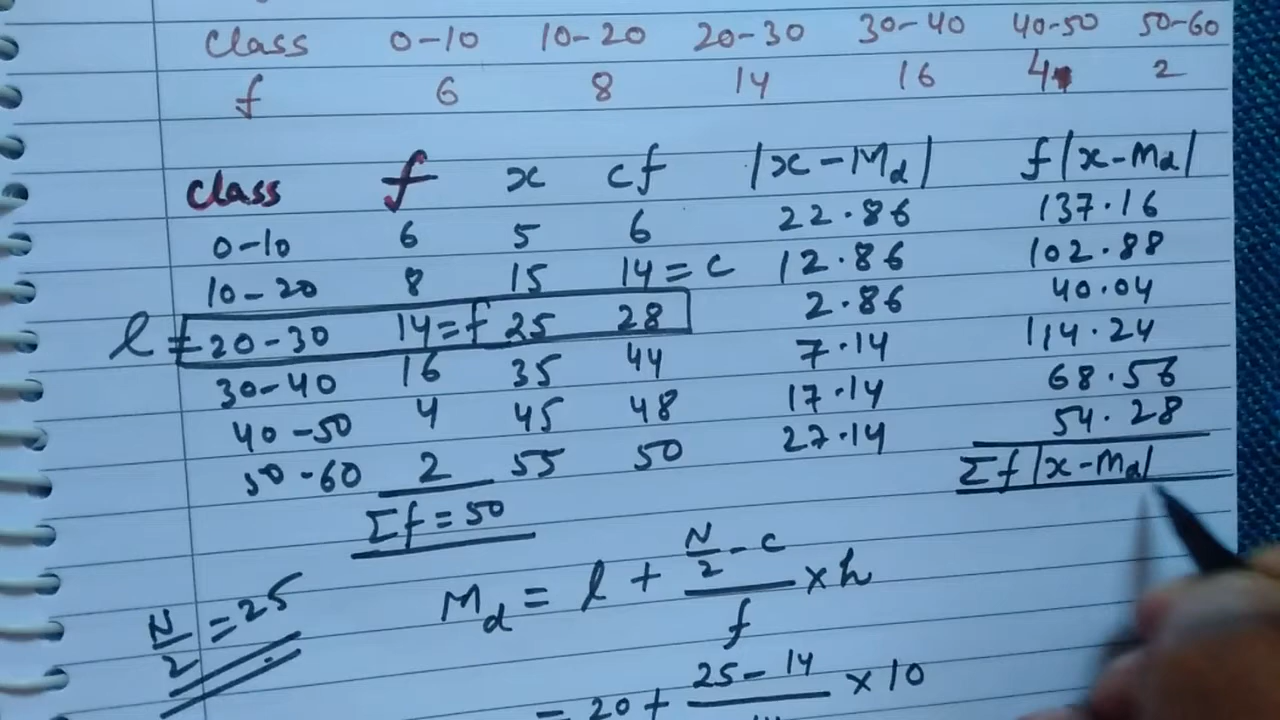 Class 0-10 10-20 20-30 30-40 40-50 50-60
f 6 8 14 16 4 2
Class f x cf |x-Md| f|x-Md|
0-10 6 5 6 22.86 137.16
10-20 8 15 14=c 12.86 102.88
l = 20-30 14=f 25 28 2.86 40.04
30-40 16 35 44 7.14 114.24
40-50 4 45 48 17.14 68.56
50-60 2 55 50 27.14 54.28
Σf=50 Σf|x-Md|
N/2 = 25
Md = l + (N/2 - c)/f × h
= 20 + 25-14 × 10